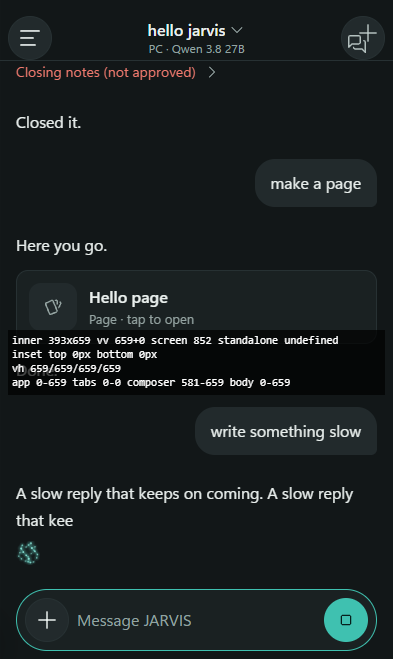 hello jarvis
PC · Qwen 3.8 27B
Closing notes (not approved)
Closed it.
make a page
Here you go.
Hello page
Page · tap to open
inner 393x659 vv 659+0 screen 852 standalone undefined
inset top 0px bottom 0px
vh 659/659/659/659
app 0-659 tabs 0-0 composer 581-659 body 0-659
Done.
write something slow
A slow reply that keeps on coming. A slow reply
that kee
Message JARVIS